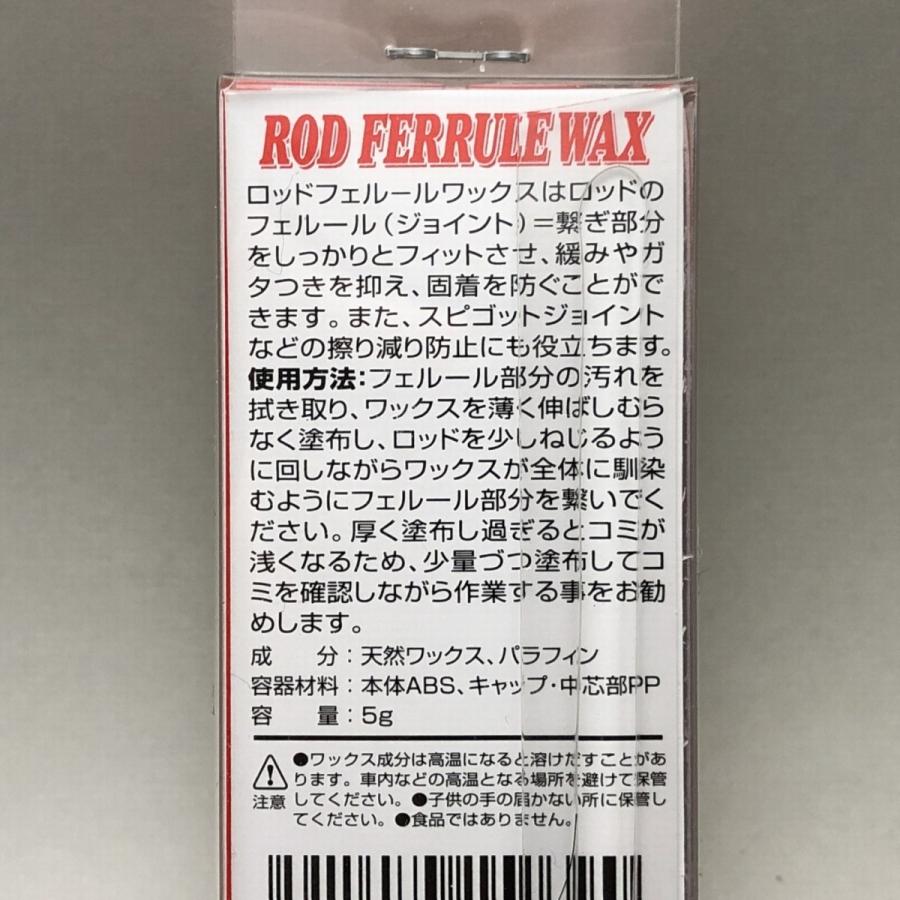 ROD FERRULE WAX
ロッドフェルールワックスはロッドの
フェルール(ジョイント)=繋ぎ部分
をしっかりとフィットさせ、緩みやガ
タつきを抑え、固着を防ぐことがで
きます。また、スピゴットジョイント
などの擦り減り防止にも役立ちます。
使用方法:フェルール部分の汚れを
拭き取り、ワックスを薄く伸ばしむら
なく塗布し、ロッドを少しねじるよう
に回しながらワックスが全体に馴染
むようにフェルール部分を繋いでく
ださい。厚く塗布し過ぎるとコミが
浅くなるため、少量づつ塗布してコ
ミを確認しながら作業する事をお勧
めします。
成 分:天然ワックス、パラフィン
容器材料:本体ABS、キャップ・中芯部PP
容 量:5g
●ワックス成分は高温になると溶けだすことがあ
ります。車内などの高温となる場所を避けて保管
注意 してください。●子供の手の届かない所に保管し
てください。●食品ではありません。